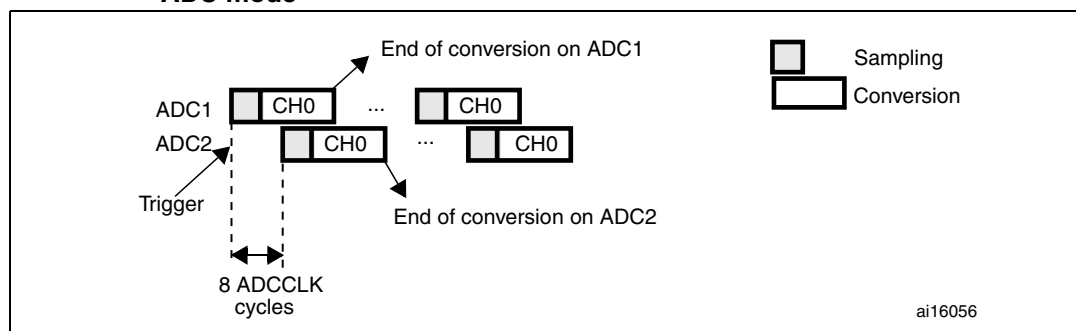 ADC mode
End of conversion on ADC1
Sampling
Conversion
ADC1
CH0
...
CH0
ADC2
CH0
...
CH0
Trigger
End of conversion on ADC2
8 ADCCLK
cycles
ai16056